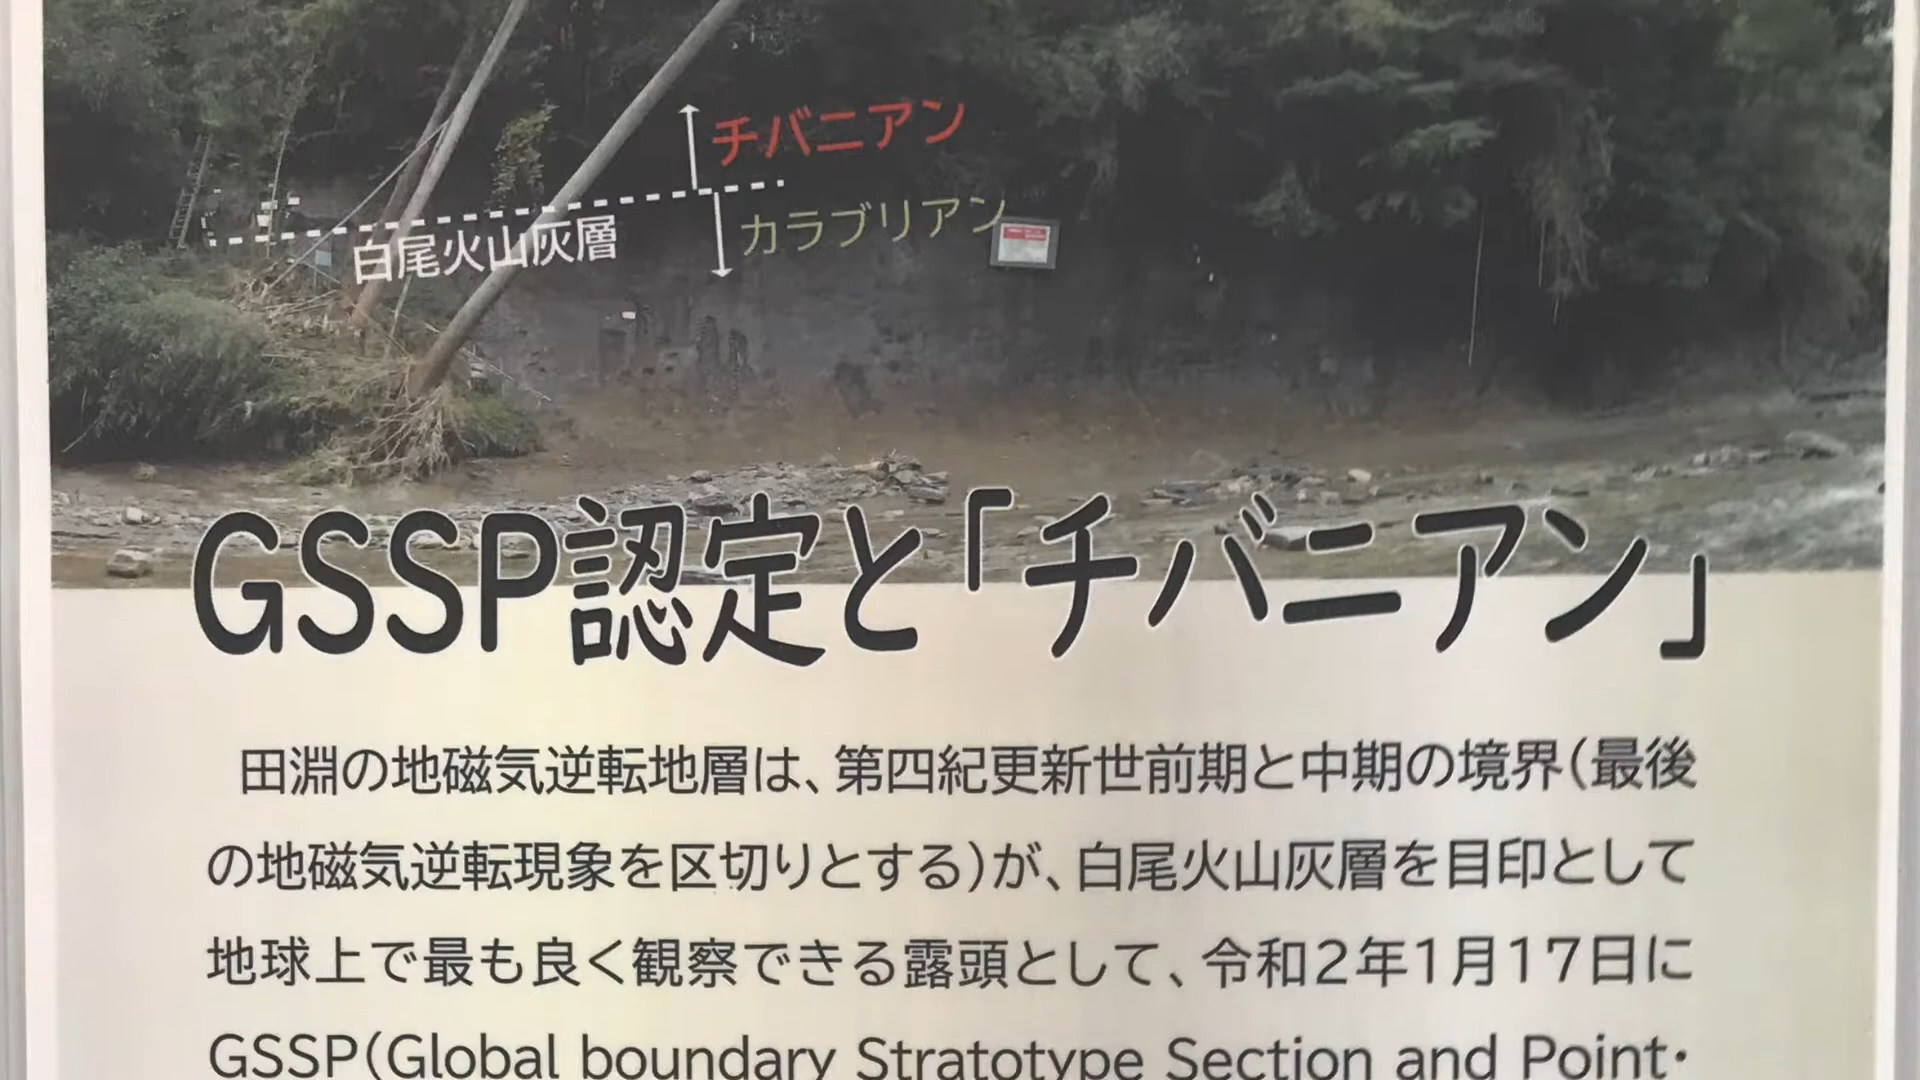 チバニアン
カラブリアン
白尾火山灰層
GSSP認定と「チバニアン」
田淵の地磁気逆転地層は、第四紀更新世前期と中期の境界(最後
の地磁気逆転現象を区切りとする)が、白尾火山灰層を目印として
地球上で最も良く観察できる露頭として、令和2年1月17日に
GSSP(Global boundary Stratotype Section and Point・